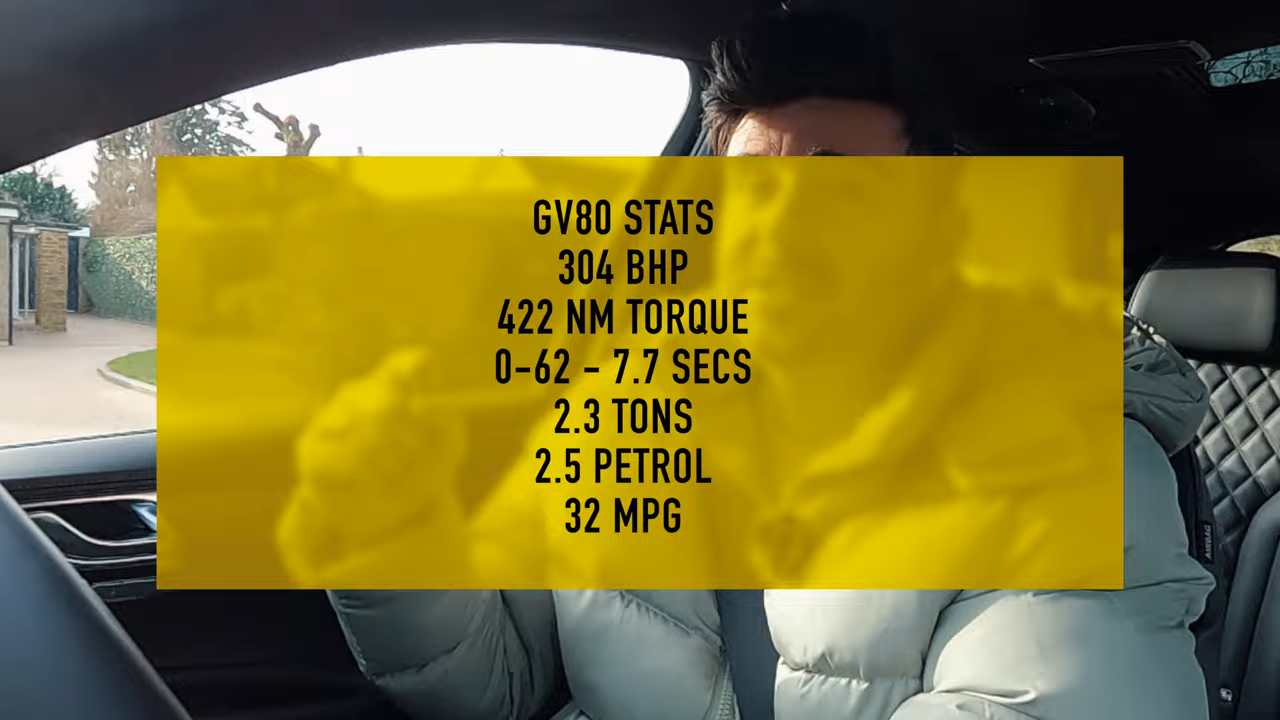 GV80 STATS
304 BHP
422 NM TORQUE
0-62 - 7.7 SECS
2.3 TONS
2.5 PETROL
32 MPG
AIRBAG